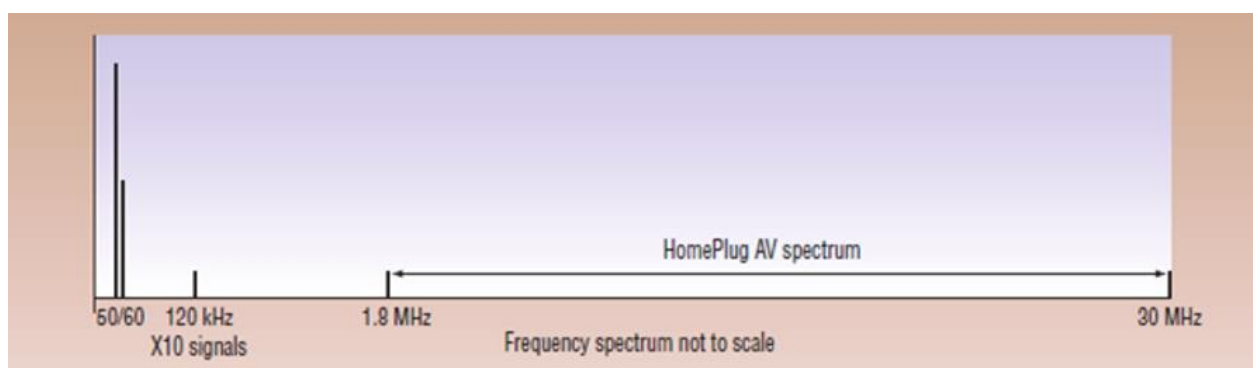 HomePlug AV spectrum
50/60 120 kHz 1.8 MHz 30 MHz
X10 signals
Frequency spectrum not to scale